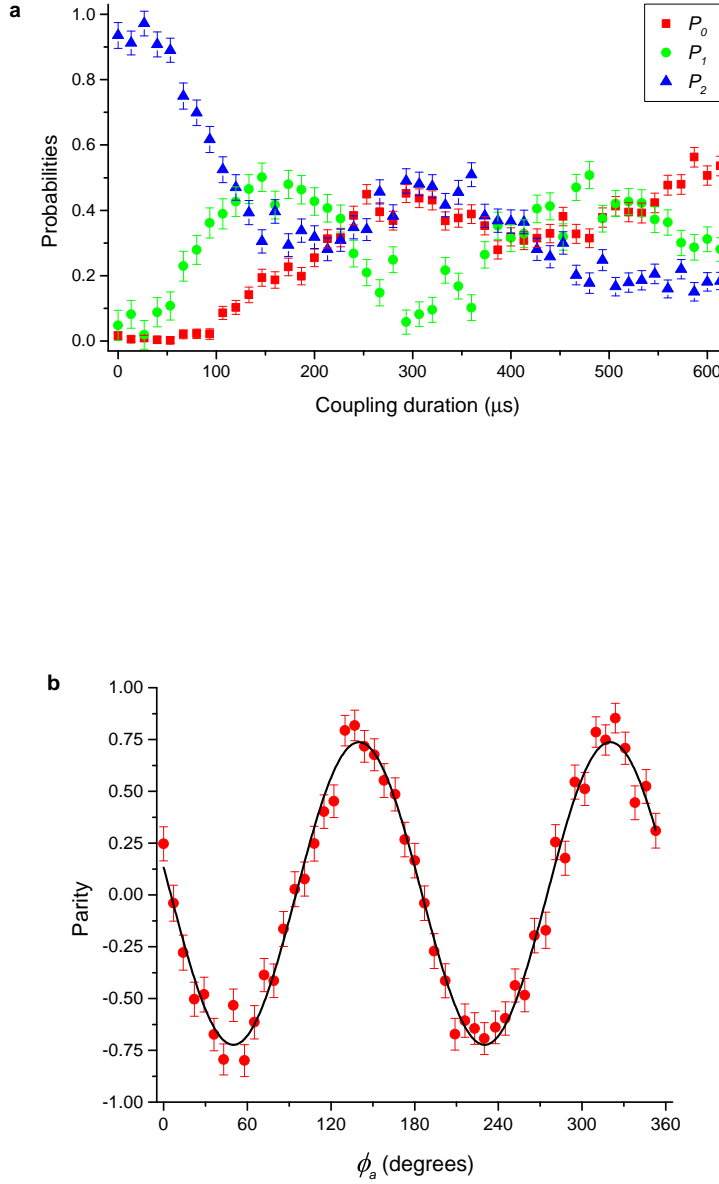 a
P0
P1
P2
Probabilities
1.0
0.8
0.6
0.4
0.2
0.0
0 100 200 300 400 500 600
Coupling duration (μs)
b
Parity
1.00
0.75
0.50
0.25
0.00
-0.25
-0.50
-0.75
-1.00
0 60 120 180 240 300 360
ϕa (degrees)